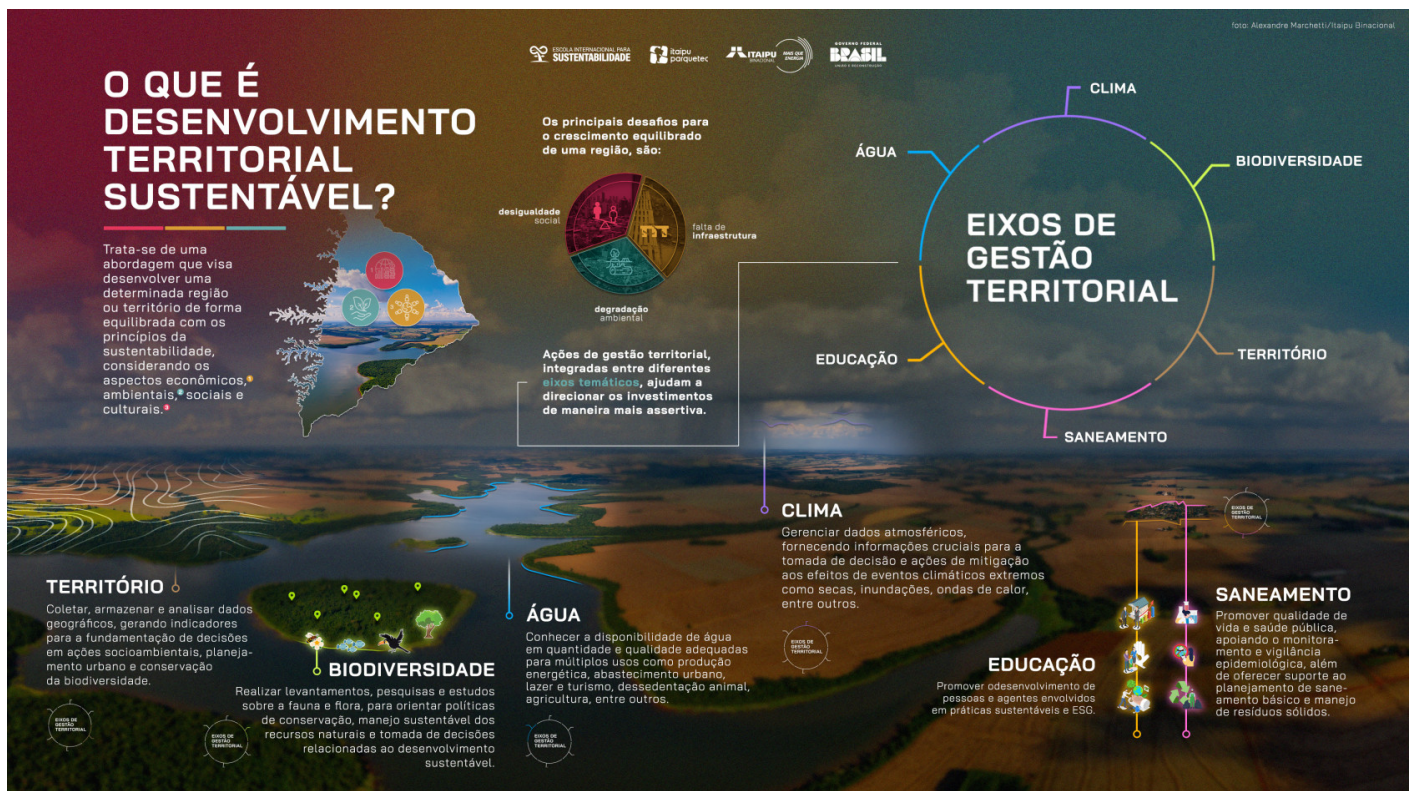 foto: Alexandre Marchetti/Itaipu Binacional
ESCOLA INTERNACIONAL PARA
SUSTENTABILIDADE
itaipu
parquetec
ITAIPU
BINACIONAL
MAIS QUE
ENERGIA
GOVERNO FEDERAL
BRASIL
UNIÃO E RECONSTRUÇÃO
O QUE É
DESENVOLVIMENTO
TERRITORIAL
SUSTENTÁVEL?
Trata-se de uma
abordagem que visa
desenvolver uma
determinada região
ou território de forma
equilibrada com os
princípios da
sustentabilidade,
considerando os
aspectos econômicos,1
ambientais,2 sociais e
culturais.3
Os principais desafios para
o crescimento equilibrado
de uma região, são:
desigualdade
social
falta de
infraestrutura
degradação
ambiental
Ações de gestão territorial,
integradas entre diferentes
eixos temáticos, ajudam a
direcionar os investimentos
de maneira mais assertiva.
EIXOS DE
GESTÃO
TERRITORIAL
CLIMA
BIODIVERSIDADE
TERRITÓRIO
SANEAMENTO
EDUCAÇÃO
ÁGUA
TERRITÓRIO
Coletar, armazenar e analisar dados
geográficos, gerando indicadores
para a fundamentação de decisões
em ações socioambientais, planeja-
mento urbano e conservação
da biodiversidade.
EIXOS DE
GESTÃO
TERRITORIAL
BIODIVERSIDADE
Realizar levantamentos, pesquisas e estudos
sobre a fauna e flora, para orientar políticas
de conservação, manejo sustentável dos
recursos naturais e tomada de decisões
relacionadas ao desenvolvimento
sustentável.
EIXOS DE
GESTÃO
TERRITORIAL
ÁGUA
Conhecer a disponibilidade de água
em quantidade e qualidade adequadas
para múltiplos usos como produção
energética, abastecimento urbano,
lazer e turismo, dessedentação animal,
agricultura, entre outros.
EIXOS DE
GESTÃO
TERRITORIAL
CLIMA
Gerenciar dados atmosféricos,
fornecendo informações cruciais para a
tomada de decisão e ações de mitigação
aos efeitos de eventos climáticos extremos
como secas, inundações, ondas de calor,
entre outros.
EIXOS DE
GESTÃO
TERRITORIAL
EDUCAÇÃO
Promover odesenvolvimento de
pessoas e agentes envolvidos
em práticas sustentáveis e ESG.
EIXOS DE
GESTÃO
TERRITORIAL
SANEAMENTO
Promover qualidade de
vida e saúde pública,
apoiando o monitora-
mento e vigilância
epidemiológica, além
de oferecer suporte ao
planejamento de sane-
amento básico e manejo
de resíduos sólidos.